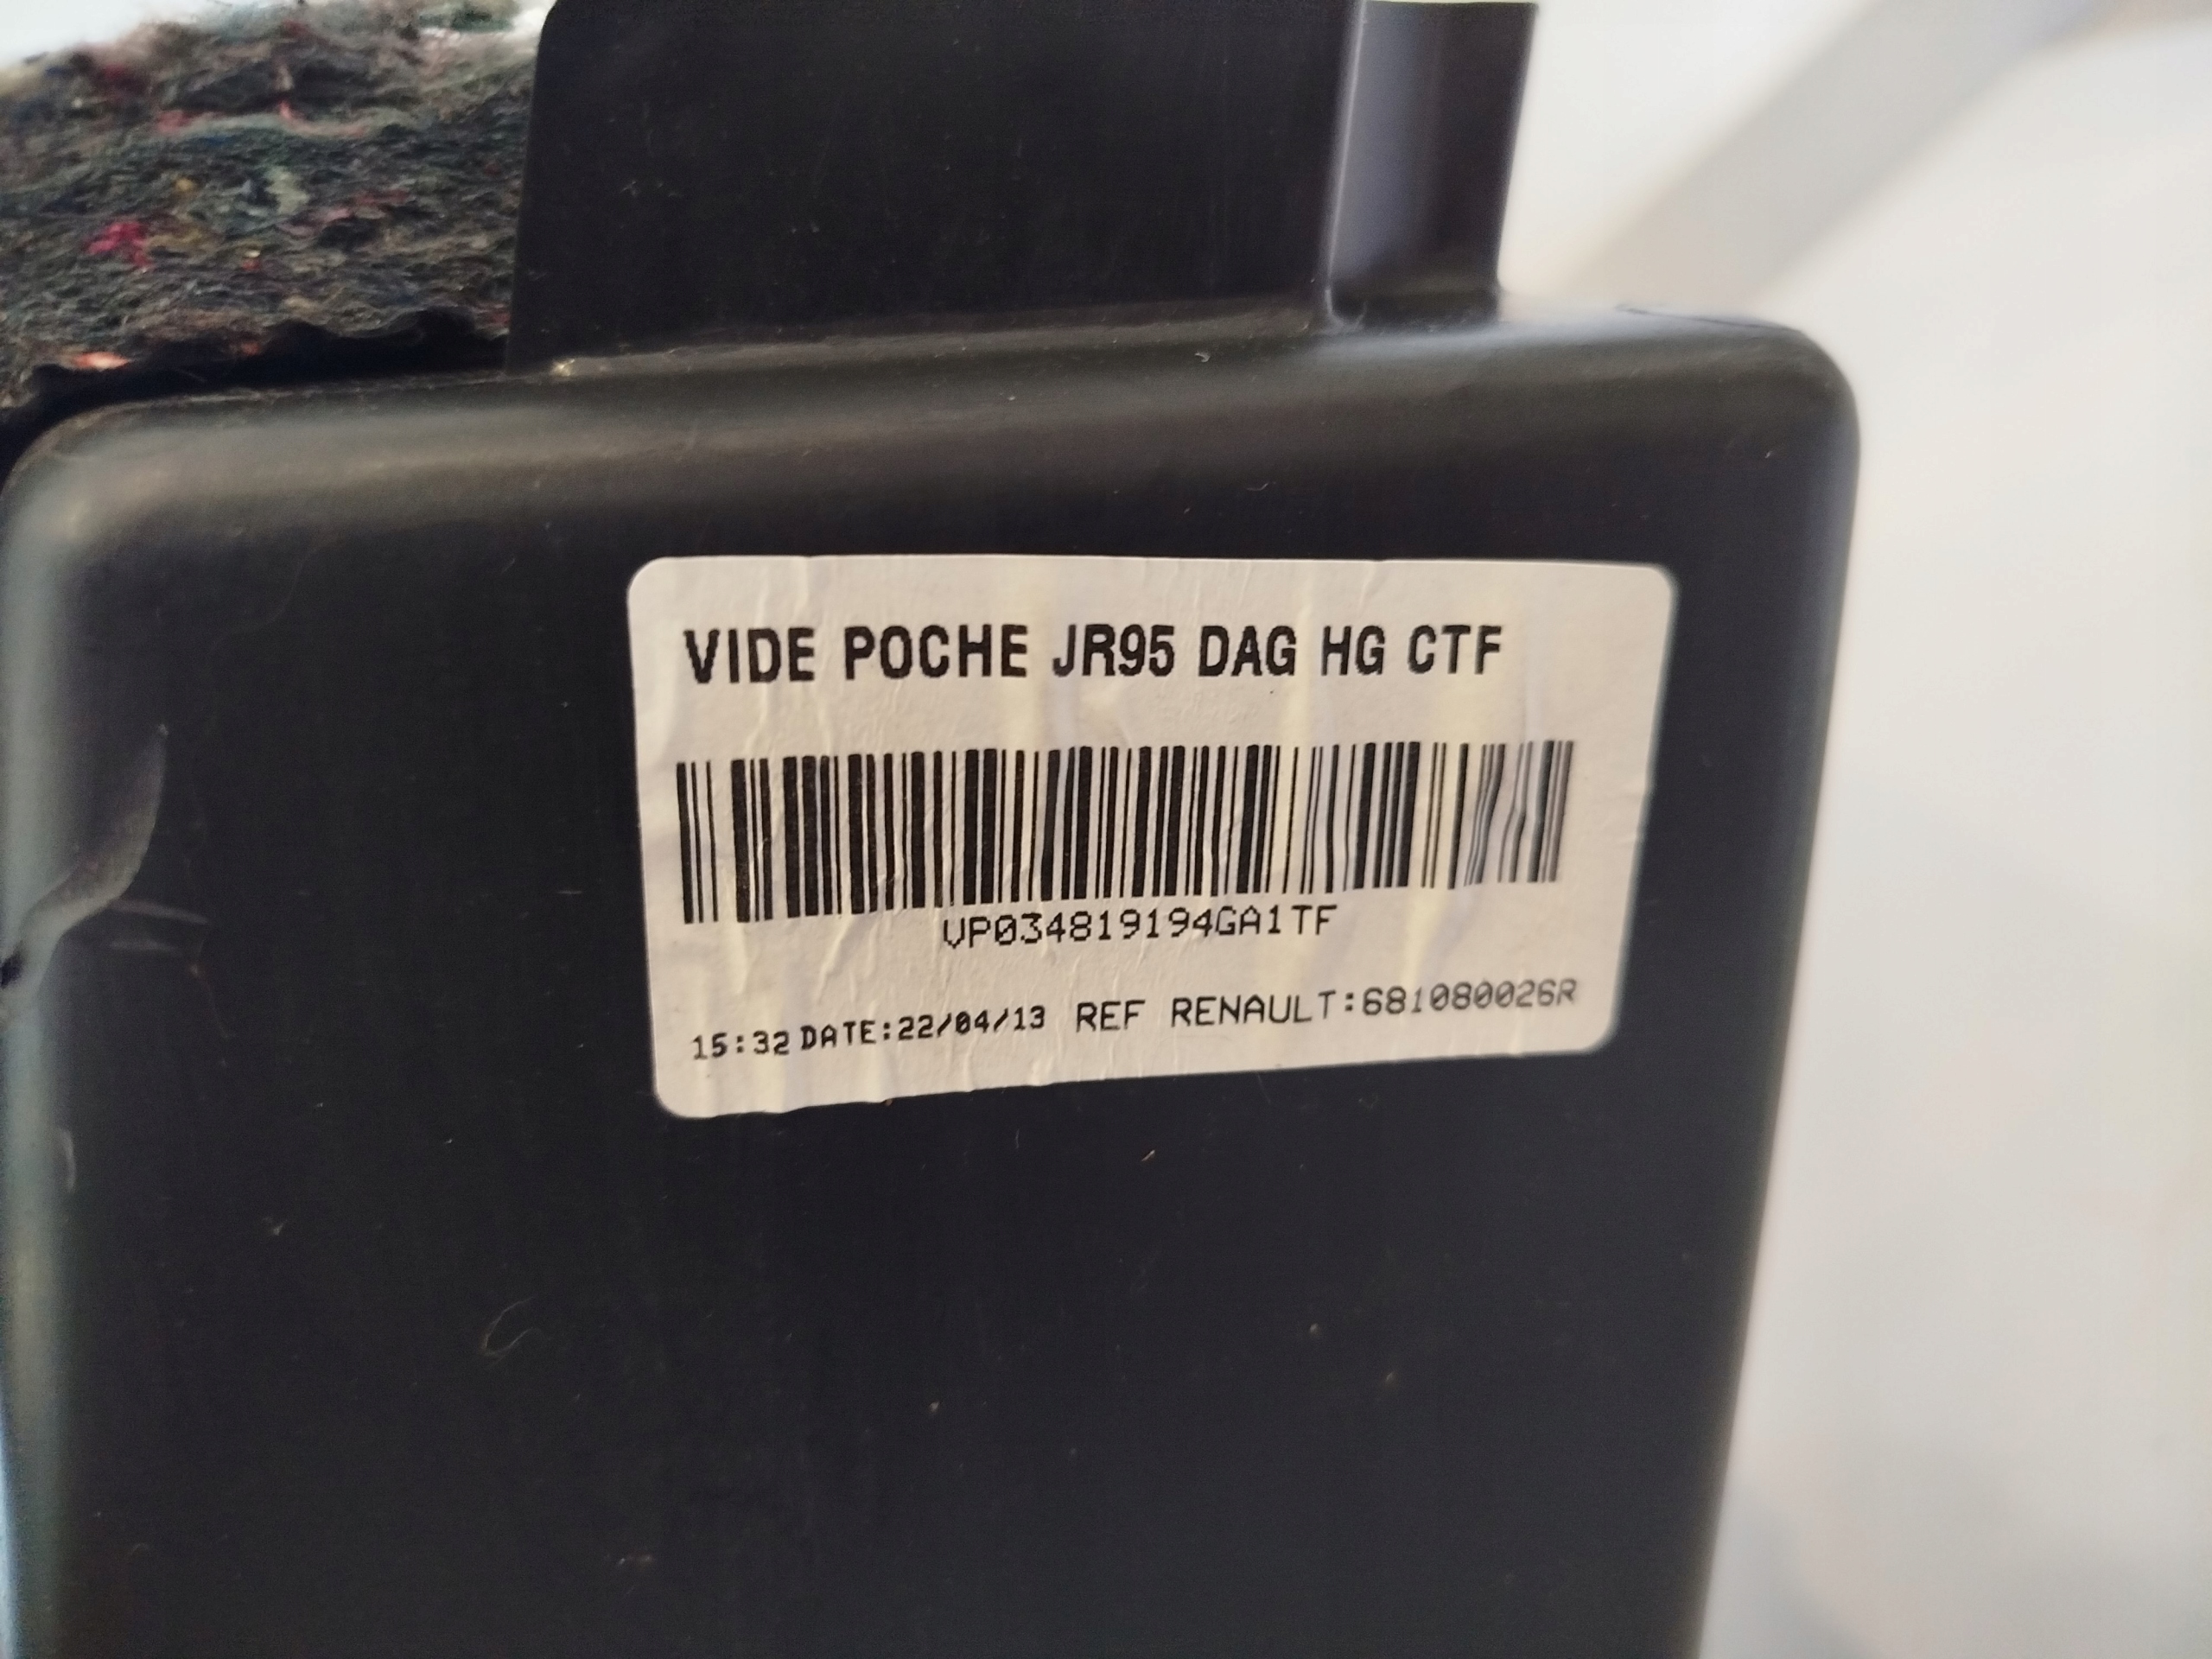 VIDE POCHE JR95 DAG HG CTF
VP034819194GA1TF
15:32 DATE:22/04/13 REF RENAULT:681080026R